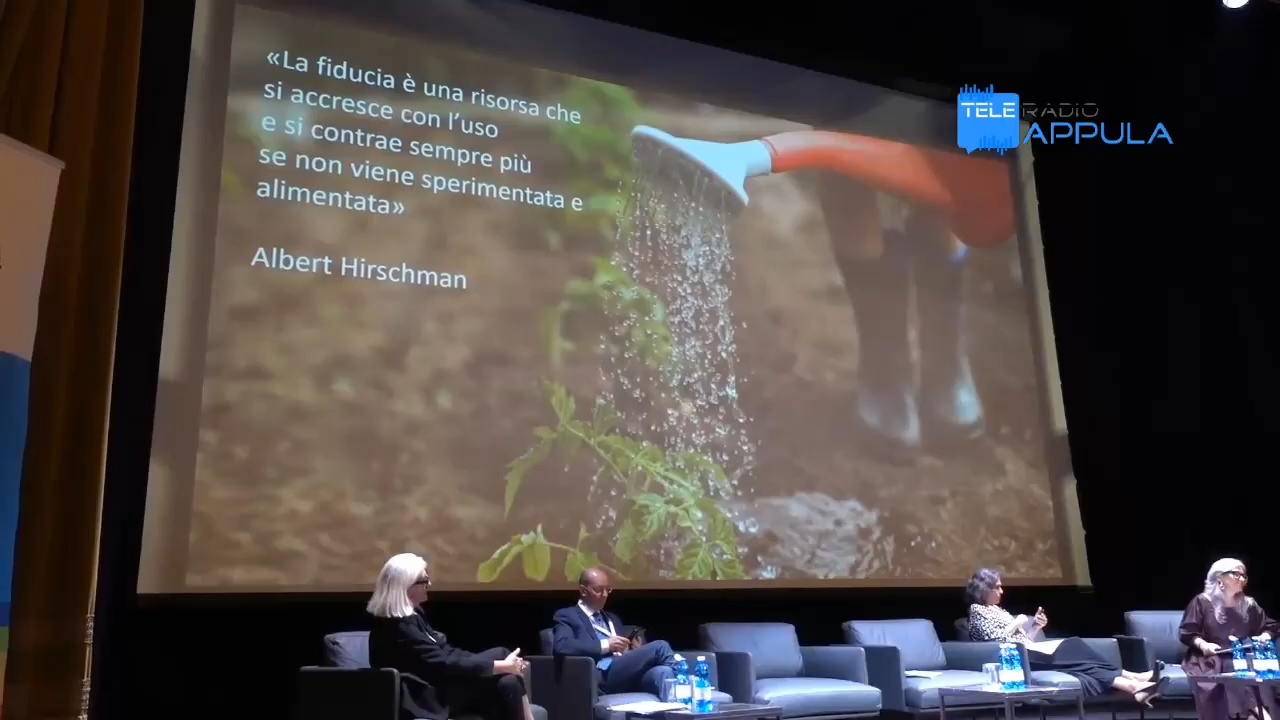 «La fiducia è una risorsa che
si accresce con l'uso
e si contrae sempre più
se non viene sperimentata e
alimentata»
Albert Hirschman
TELE RADIO
APPULA